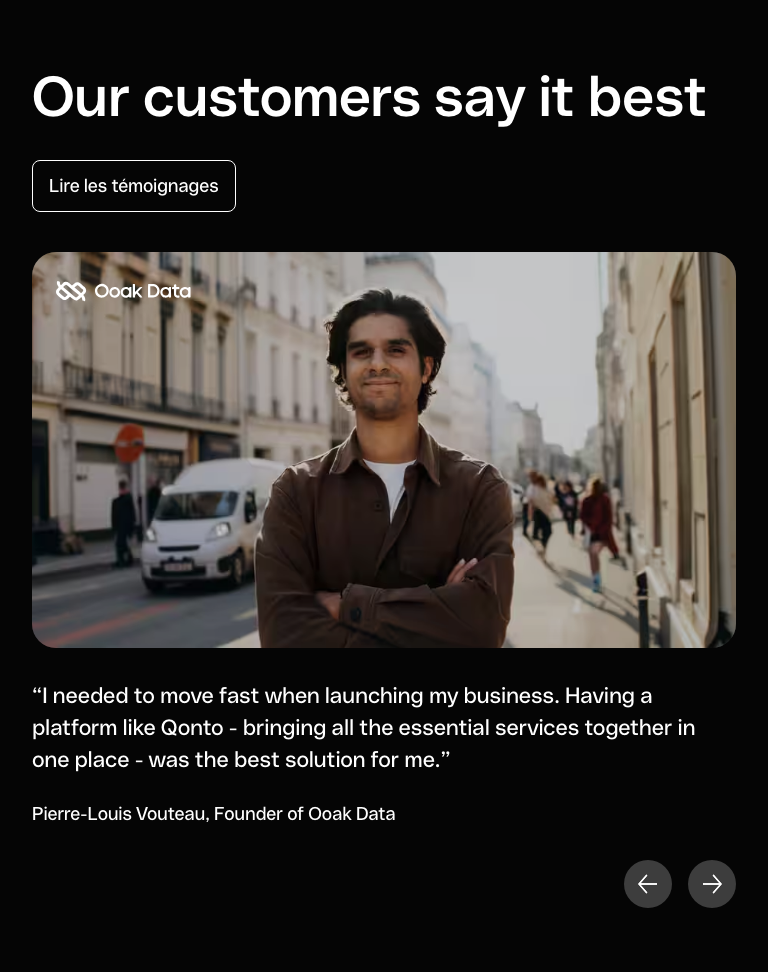 Our customers say it best
Lire les témoignages
Ooak Data
“I needed to move fast when launching my business. Having a
platform like Qonto - bringing all the essential services together in
one place - was the best solution for me.”
Pierre-Louis Vouteau, Founder of Ooak Data